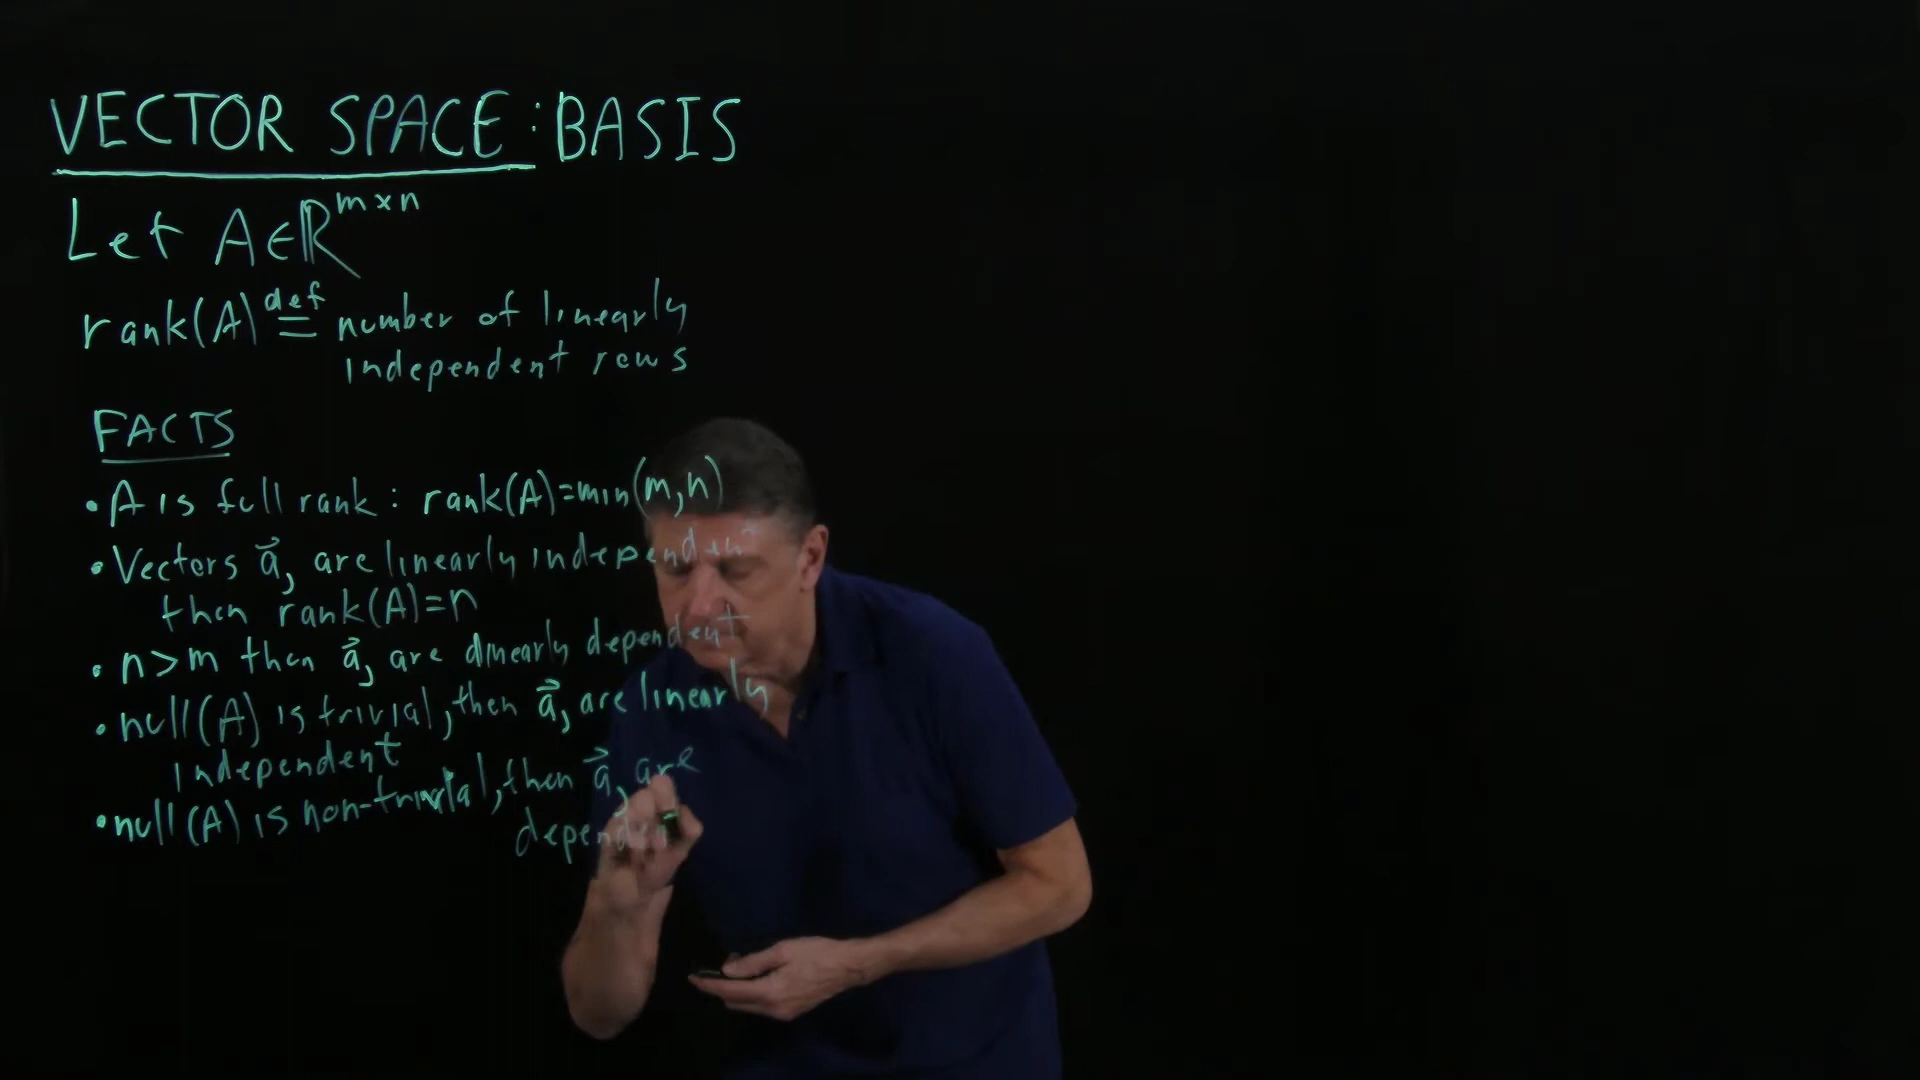 VECTOR SPACE: BASIS
Let A∈ℝ^{m×n}
rank(A) ≝ number of linearly
independent rows
FACTS
• A is full rank: rank(A)=min(m,n)
• Vectors a⃗ⱼ are linearly independent
then rank(A)=n
• n>m then a⃗ⱼ are linearly dependent
• null(A) is trivial, then a⃗ⱼ are linearly
independent
• null(A) is non-trivial, then a⃗ⱼ are